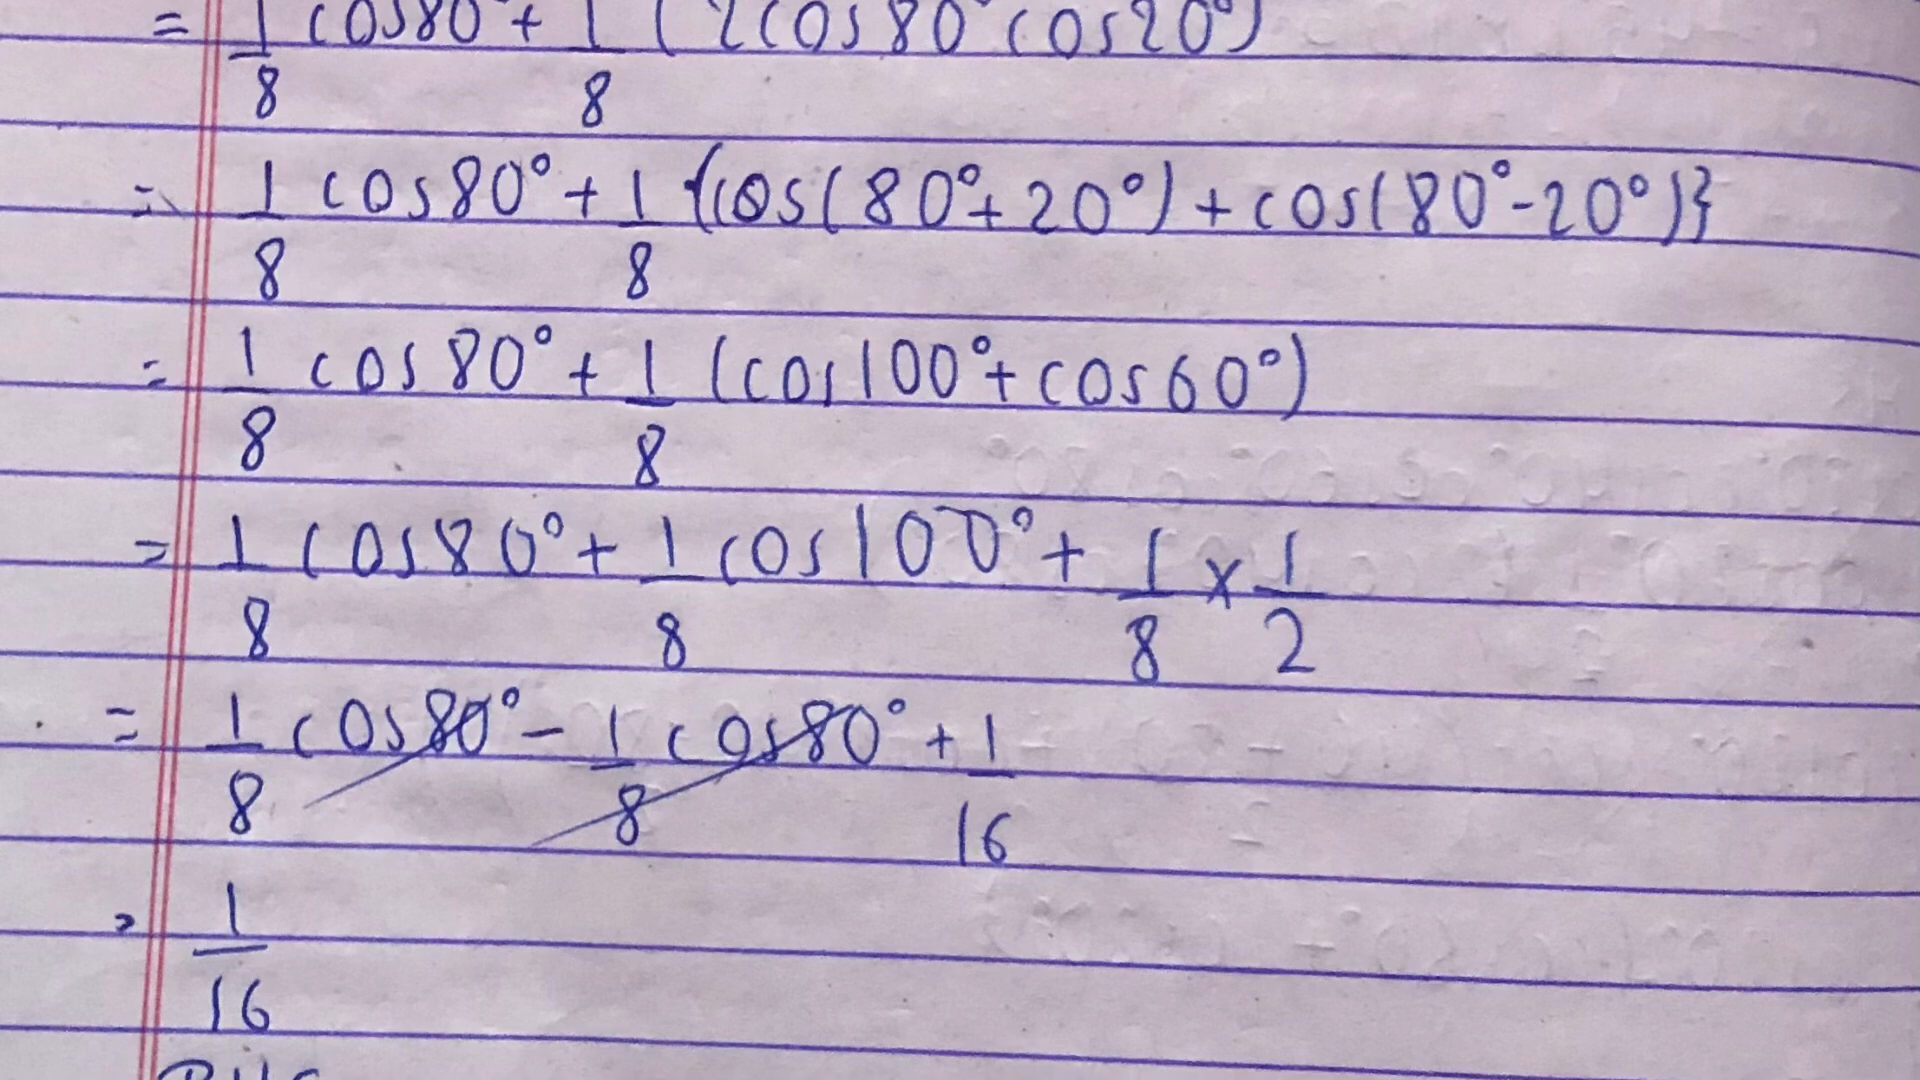 = 1/8 cos80° + 1/8 (2cos80° cos20°)
= 1/8 cos80° + 1/8 {cos(80°+20°) + cos(80°-20°)}
= 1/8 cos80° + 1/8 (cos100° + cos60°)
= 1/8 cos80° + 1/8 cos100° + 1/8 × 1/2
= 1/8 cos80° - 1/8 cos80° + 1/16
= 1/16